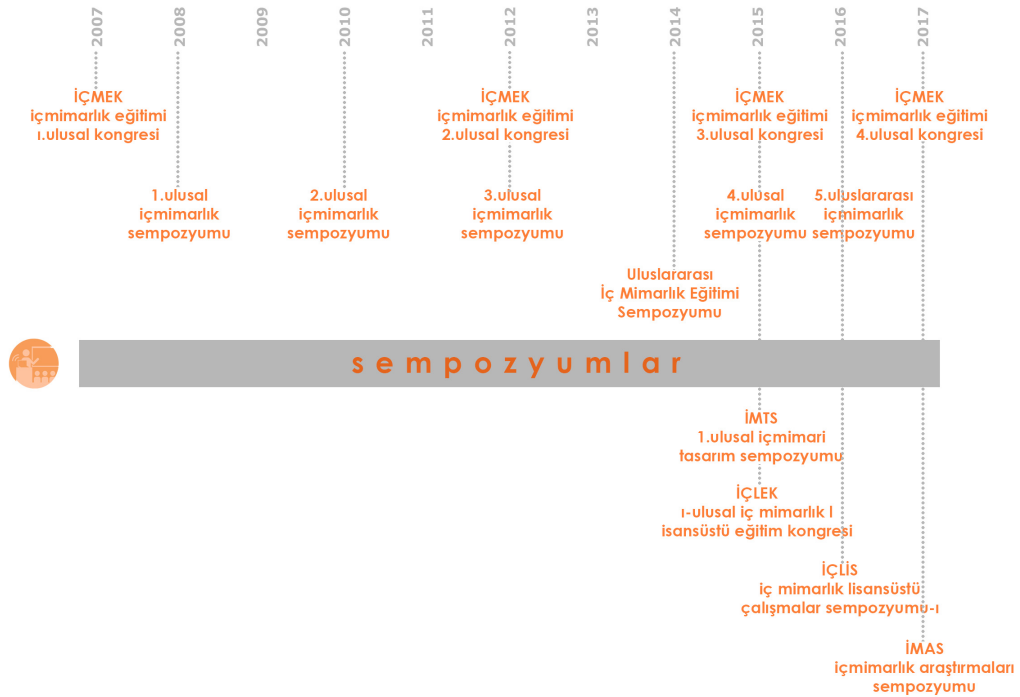 2007
2008
2009
2010
2011
2012
2013
2014
2015
2016
2017
İÇMEK
içmimarlık eğitimi
ı.ulusal kongresi
İÇMEK
içmimarlık eğitimi
2.ulusal kongresi
İÇMEK
içmimarlık eğitimi
3.ulusal kongresi
İÇMEK
içmimarlık eğitimi
4.ulusal kongresi
1.ulusal
içmimarlık
sempozyumu
2.ulusal
içmimarlık
sempozyumu
3.ulusal
içmimarlık
sempozyumu
4.ulusal
içmimarlık
sempozyumu
5.uluslararası
içmimarlık
sempozyumu
Uluslararası
İç Mimarlık Eğitimi
Sempozyumu
sempozyumlar
İMTS
1.ulusal içmimari
tasarım sempozyumu
İÇLEK
ı-ulusal iç mimarlık l
isansüstü eğitim kongresi
İÇLİS
iç mimarlık lisansüstü
çalışmalar sempozyumu-ı
İMAS
içmimarlık araştırmaları
sempozyumu